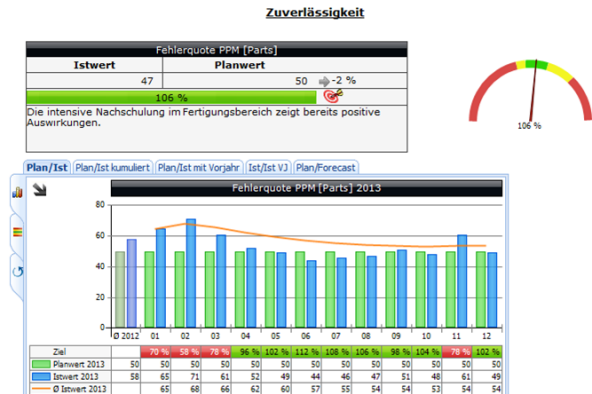 Zuverlässigkeit
Fehlerquote PPM [Parts]
Istwert Planwert
47 50 -2 %
106 %
Die intensive Nachschulung im Fertigungsbereich zeigt bereits positive
Auswirkungen.
106 %
Plan/Ist Plan/Ist kumuliert Plan/Ist mit Vorjahr Ist/Ist VJ Plan/Forecast
Fehlerquote PPM [Parts] 2013
80
60
40
20
0
Ø 2012 01 02 03 04 05 06 07 08 09 10 11 12
Ziel 70 % 58 % 78 % 96 % 102 % 112 % 108 % 106 % 98 % 104 % 78 % 102 %
Planwert 2013 50 50 50 50 50 50 50 50 50 50 50 50 50
Istwert 2013 58 65 71 61 52 49 44 46 47 51 48 61 49
Ø Istwert 2013 65 68 66 62 60 57 55 54 54 53 54 54